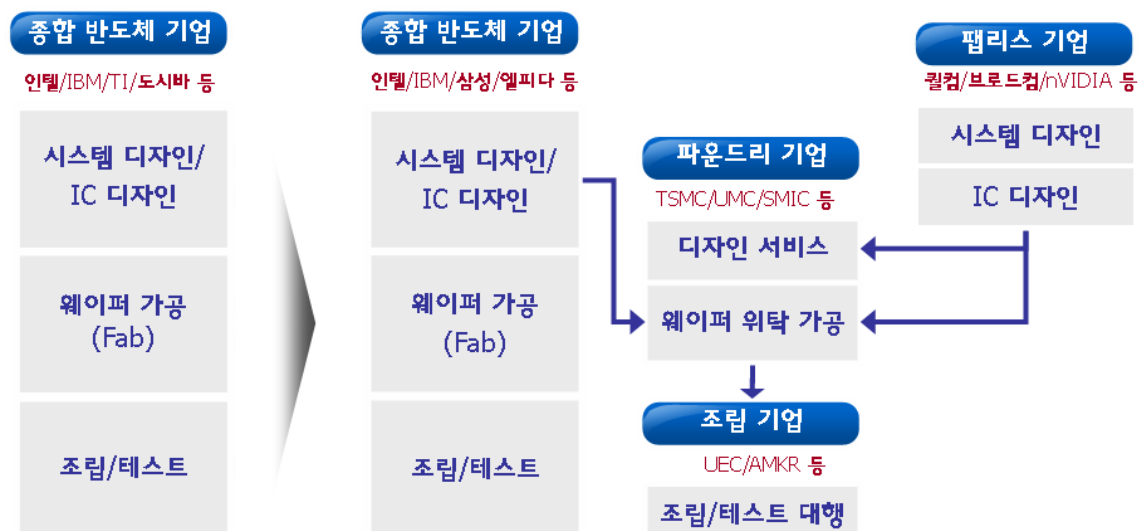 종합 반도체 기업
인텔/IBM/TI/도시바 등
시스템 디자인/
IC 디자인
웨이퍼 가공
(Fab)
조립/테스트
종합 반도체 기업
인텔/IBM/삼성/엘피다 등
시스템 디자인/
IC 디자인
웨이퍼 가공
(Fab)
조립/테스트
파운드리 기업
TSMC/UMC/SMIC 등
디자인 서비스
웨이퍼 위탁 가공
조립 기업
UEC/AMKR 등
조립/테스트 대행
팹리스 기업
퀄컴/브로드컴/nVIDIA 등
시스템 디자인
IC 디자인